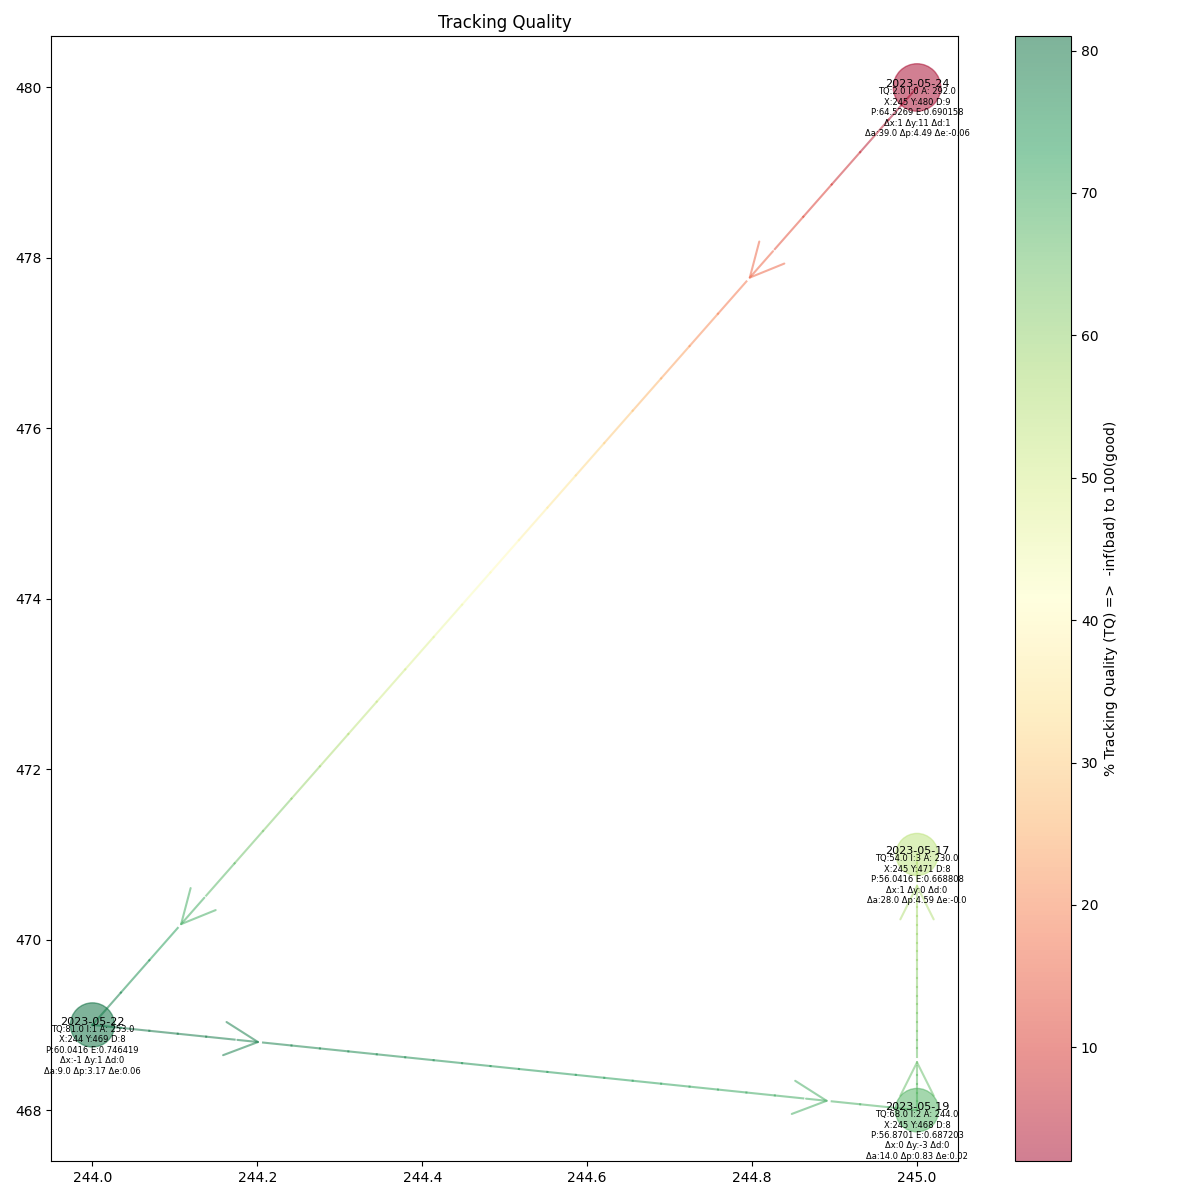 Tracking Quality
480
478
476
474
472
470
468
244.0
244.2
244.4
244.6
244.8
245.0
2023-05-24
TQ:2.0 I:0 A: 292.0
X:245 Y:480 D:9
P:64.5269 E:0.690158
Δx:1 Δy:11 Δd:1
Δa:39.0 Δp:4.49 Δe:-0.06
2023-05-17
TQ:54.0 I:3 A: 230.0
X:245 Y:471 D:8
P:56.0416 E:0.668808
Δx:1 Δy:0 Δd:0
Δa:28.0 Δp:4.59 Δe:-0.0
2023-05-22
TQ:81.0 I:1 A: 253.0
X:244 Y:469 D:8
P:60.0416 E:0.746419
Δx:-1 Δy:1 Δd:0
Δa:9.0 Δp:3.17 Δe:0.06
2023-05-19
TQ:68.0 I:2 A: 244.0
X:245 Y:468 D:8
P:56.8701 E:0.687203
Δx:0 Δy:-3 Δd:0
Δa:14.0 Δp:0.83 Δe:0.02
80
70
60
50
40
30
20
10
% Tracking Quality (TQ) => -inf(bad) to 100(good)